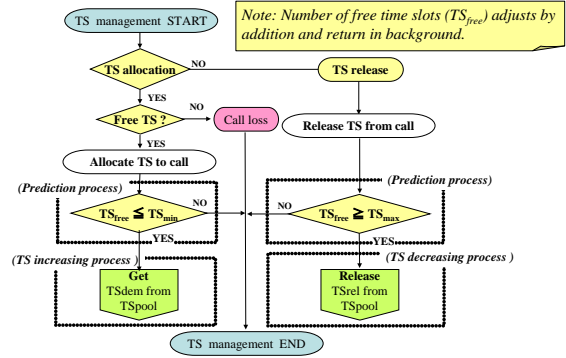 TS management START
Note: Number of free time slots (TSfree) adjusts by
addition and return in background.
TS allocation
NO
TS release
YES
Free TS ?
NO
Call loss
Release TS from call
YES
Allocate TS to call
(Prediction process)
(Prediction process)
TSfree ≦ TSmin
NO
NO
TSfree ≧ TSmax
YES
YES
(TS increasing process)
(TS decreasing process )
Get
TSdem from
TSpool
Release
TSrel from
TSpool
TS management END